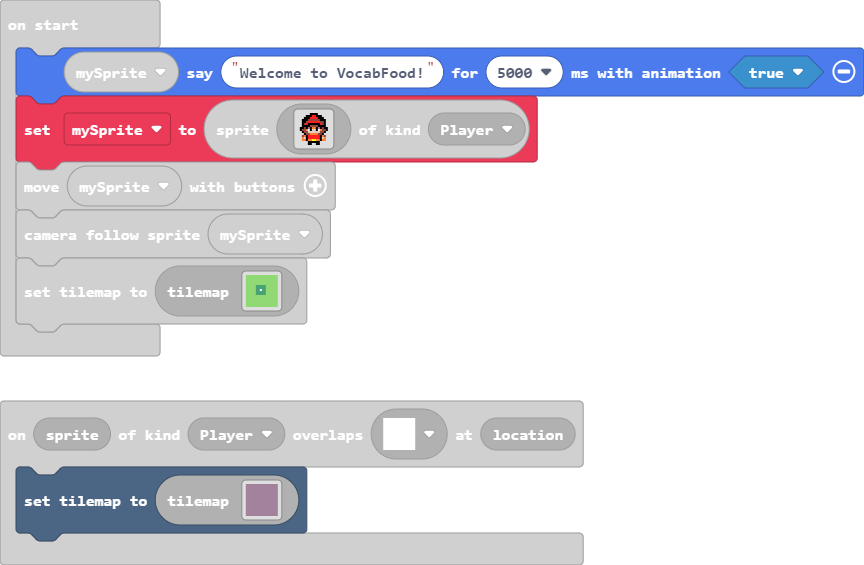 on start
mySprite say "Welcome to VocabFood!" for 5000 ms with animation true
set mySprite to sprite of kind Player
move mySprite with buttons
camera follow sprite mySprite
set tilemap to tilemap
on sprite of kind Player overlaps at location
set tilemap to tilemap